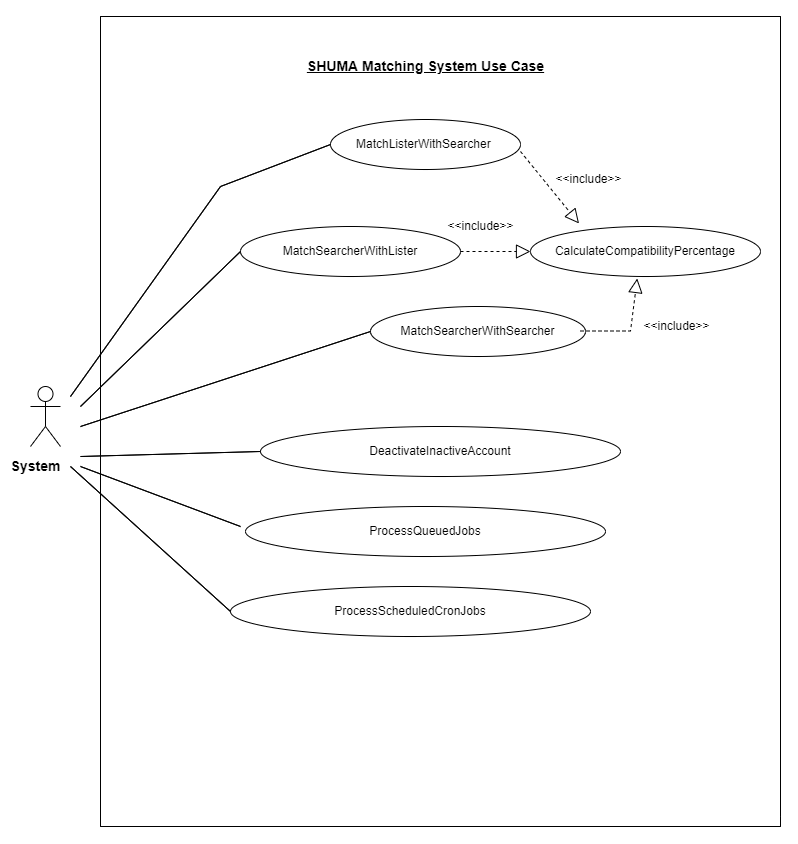 SHUMA Matching System Use Case
MatchListerWithSearcher
<<include>>
<<include>>
MatchSearcherWithLister
CalculateCompatibilityPercentage
MatchSearcherWithSearcher
<<include>>
System
DeactivateInactiveAccount
ProcessQueuedJobs
ProcessScheduledCronJobs